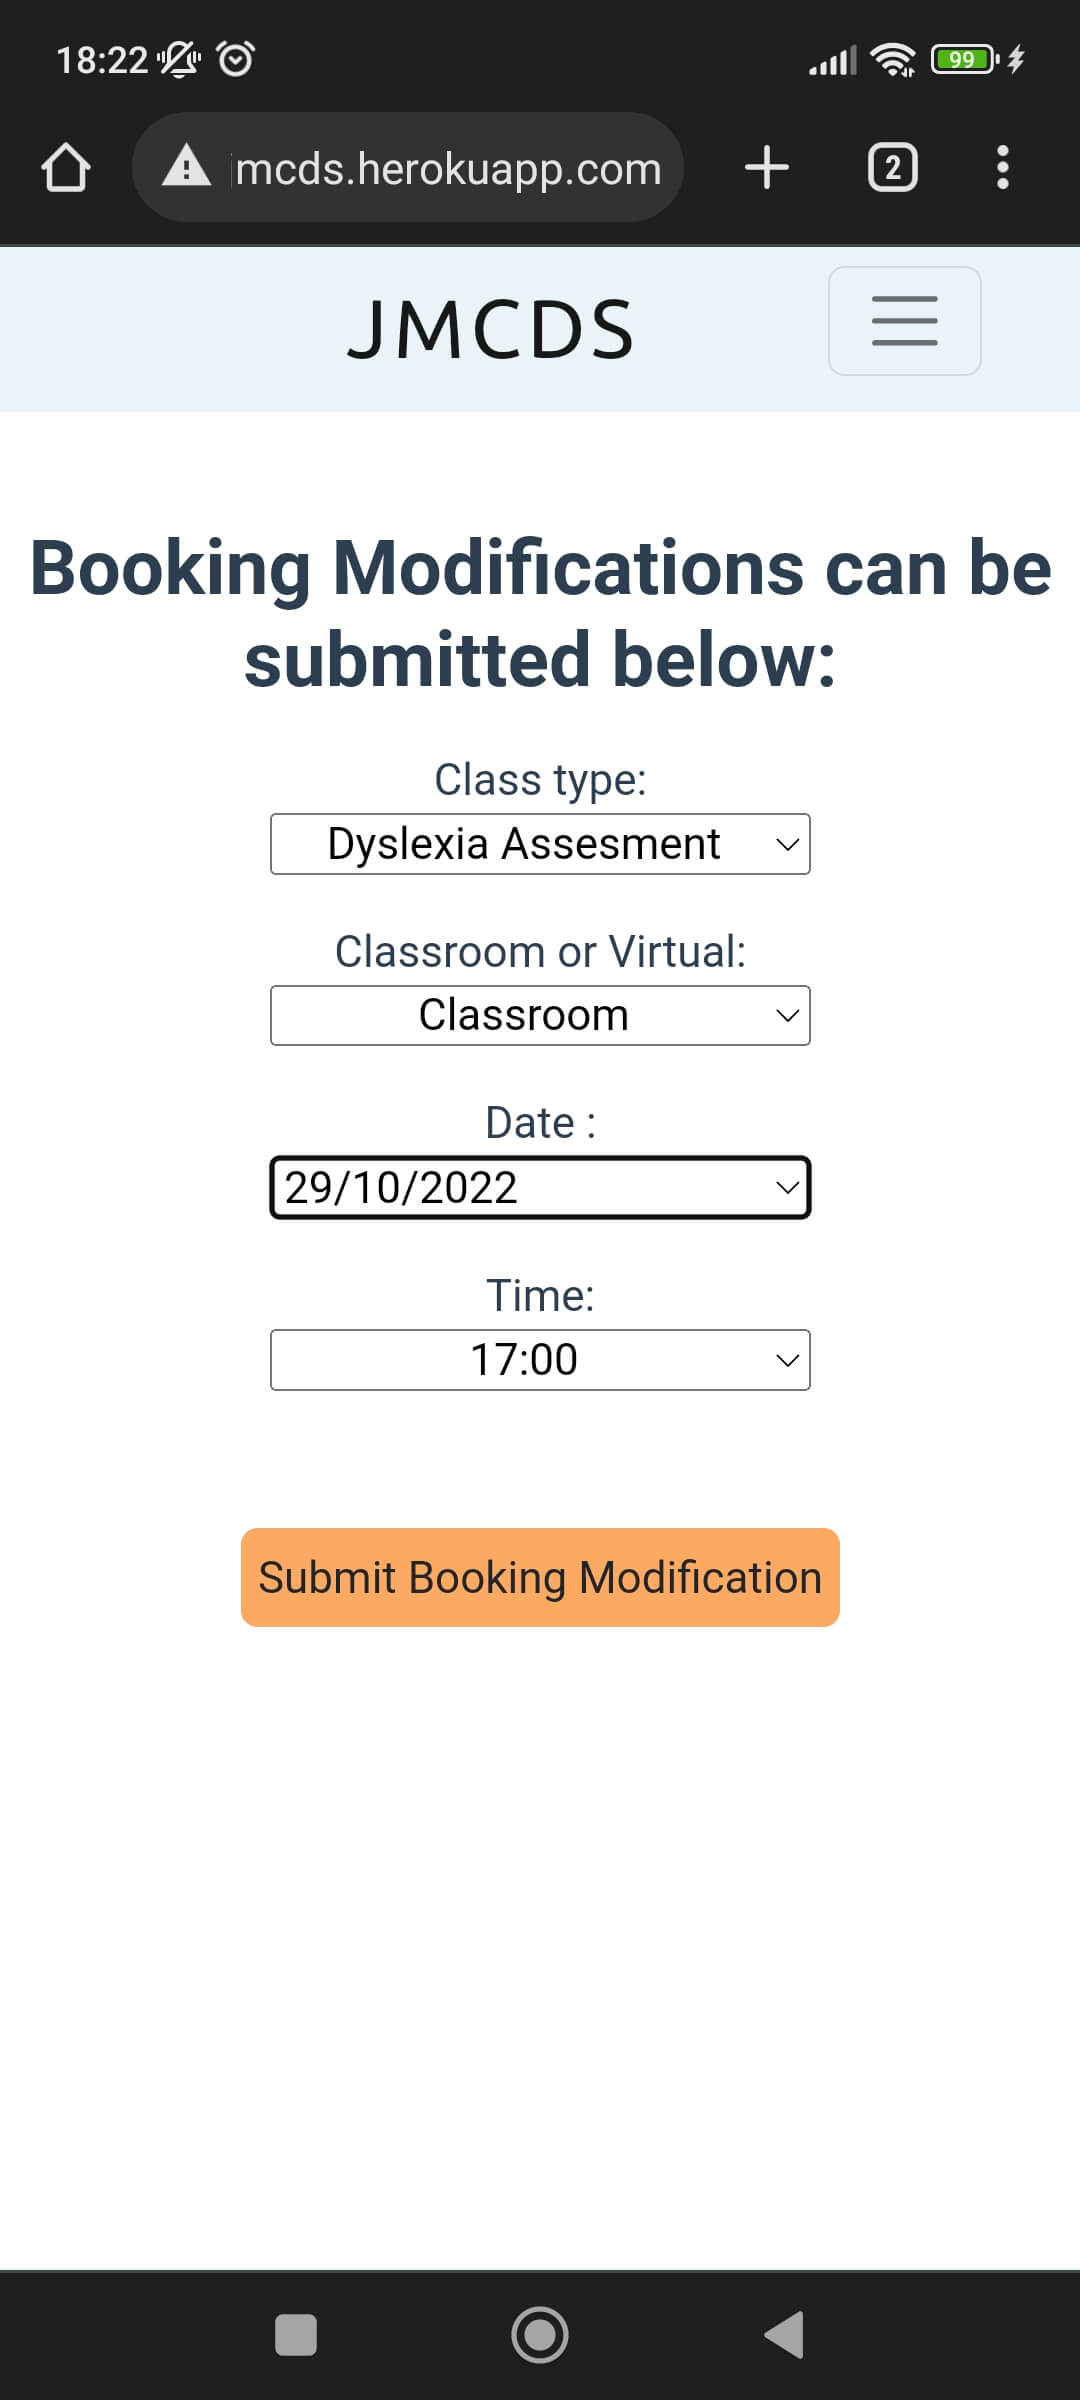 18:22
99
mcds.herokuapp.com
2
JMCDS
Booking Modifications can be
submitted below:
Class type:
Dyslexia Assesment
Classroom or Virtual:
Classroom
Date :
29/10/2022
Time:
17:00
Submit Booking Modification